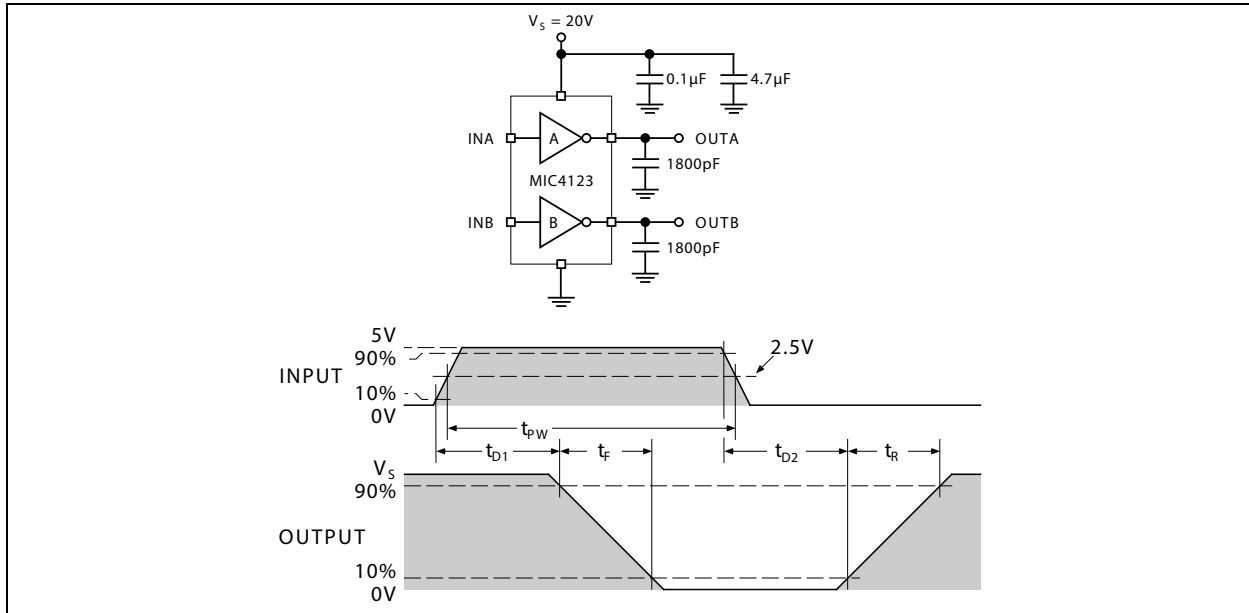 V_S = 20V
0.1µF 4.7µF
INA A OUTA
1800pF
MIC4123
INB B OUTB
1800pF
5V
90%
2.5V
INPUT
10%
0V
t_PW
t_D1 t_F t_D2 t_R
V_S
90%
OUTPUT
10%
0V